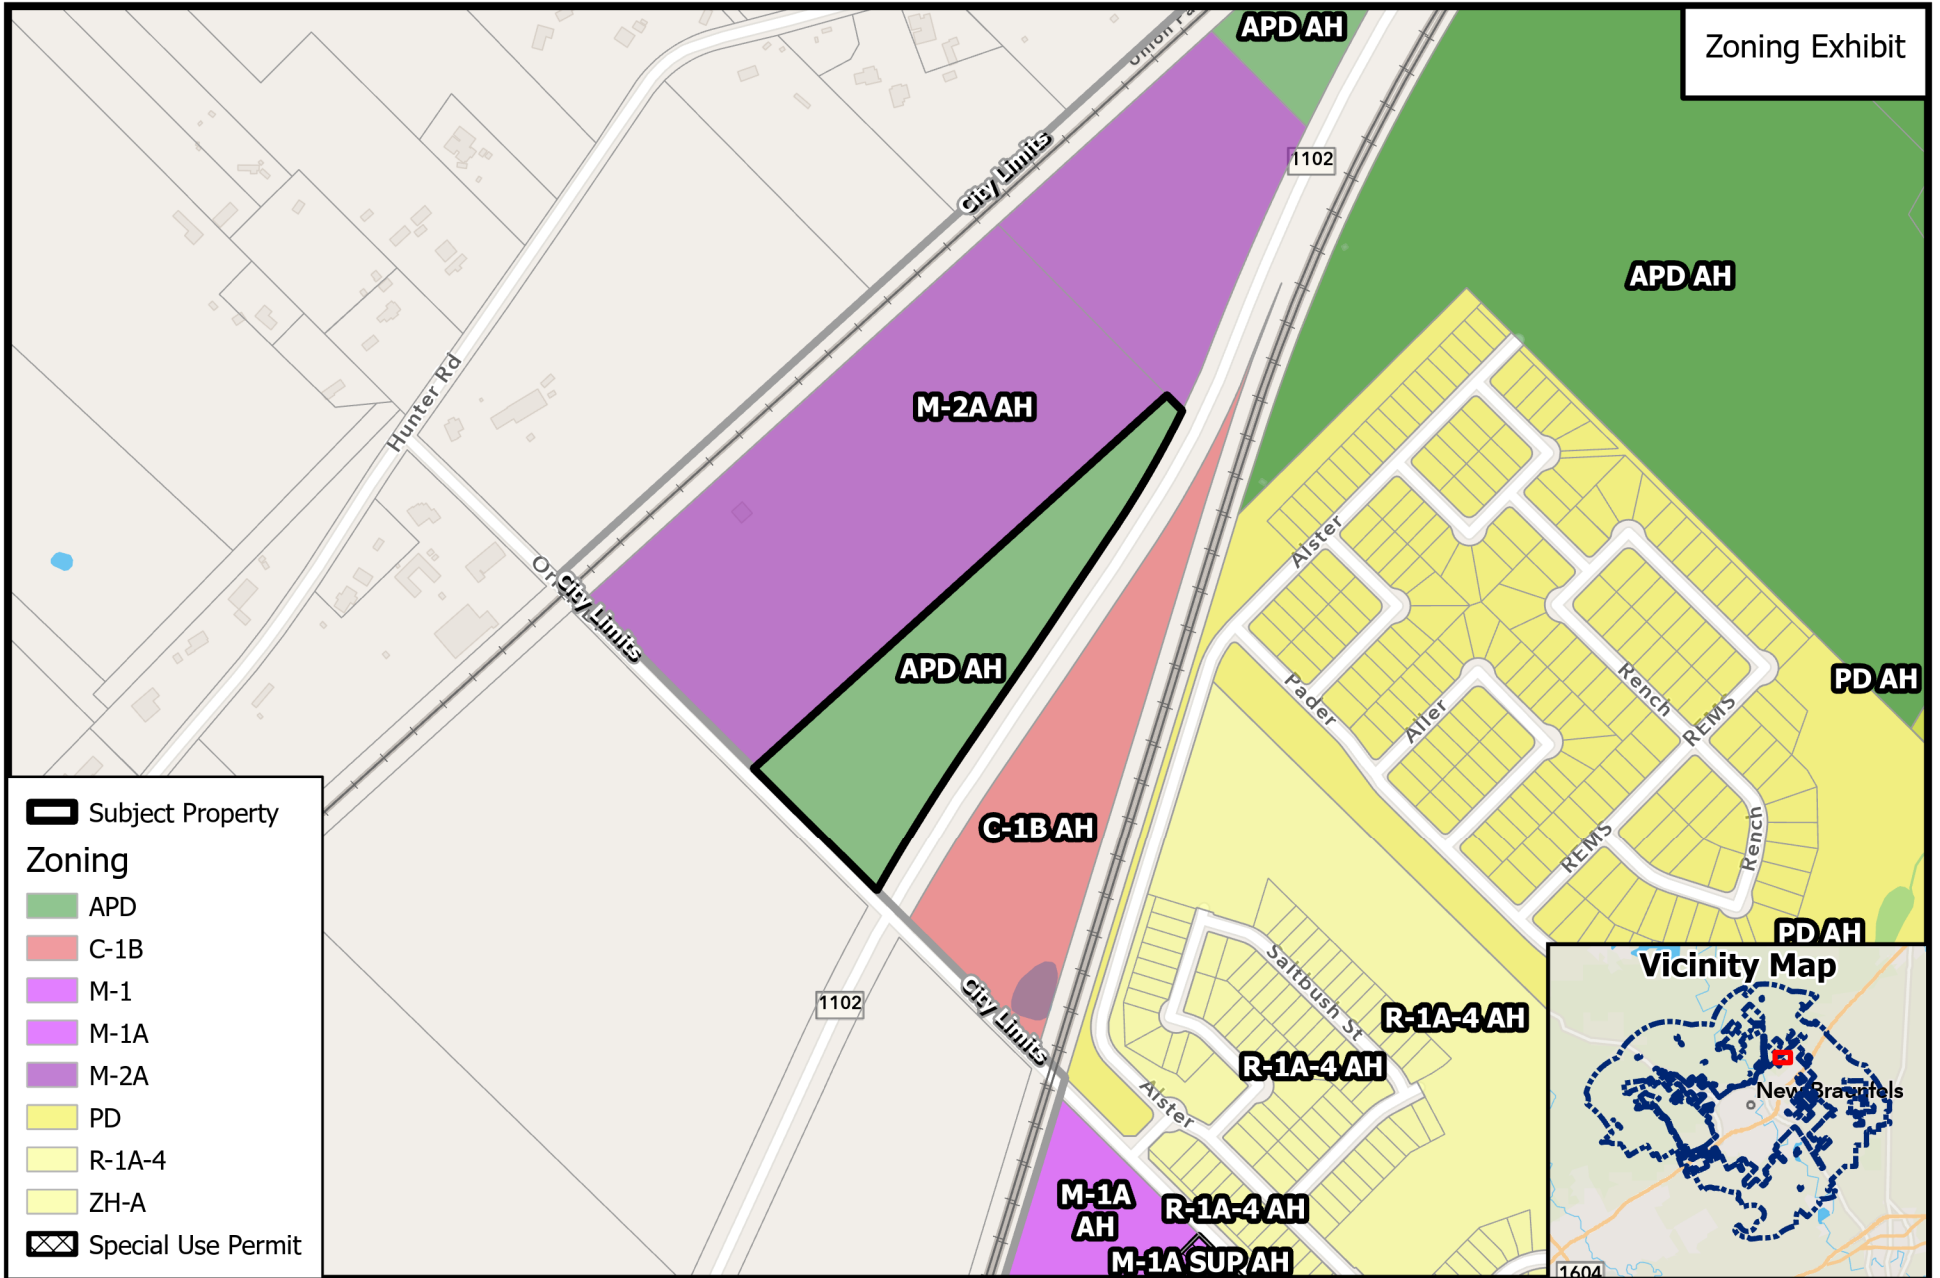 Zoning Exhibit
APD AH
Union Pa
City Limits
1102
APD AH
Hunter Rd
M-2A AH
Alster
City Limits
APD AH
Pader
Aller
Rench
REMS
PD AH
C-1B AH
REMS
Rench
PD AH
Saltbush St
1102
City Limits
R-1A-4 AH
R-1A-4 AH
Alster
M-1A
AH
R-1A-4 AH
M-1A SUP AH
Subject Property
Zoning
APD
C-1B
M-1
M-1A
M-2A
PD
R-1A-4
ZH-A
Special Use Permit
Vicinity Map
New Braunfels
1604